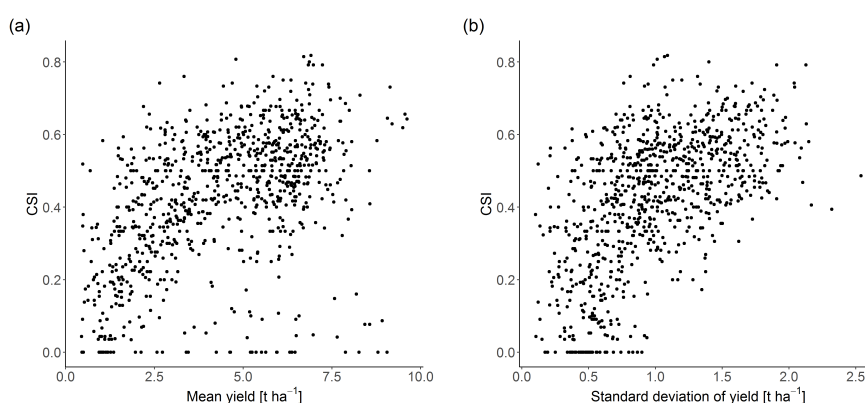 (a)
(b)
0.8
0.6
0.4
0.2
0.0
CSI
0.0 2.5 5.0 7.5 10.0
Mean yield [t ha⁻¹]
0.8
0.6
0.4
0.2
0.0
CSI
0.0 0.5 1.0 1.5 2.0 2.5
Standard deviation of yield [t ha⁻¹]